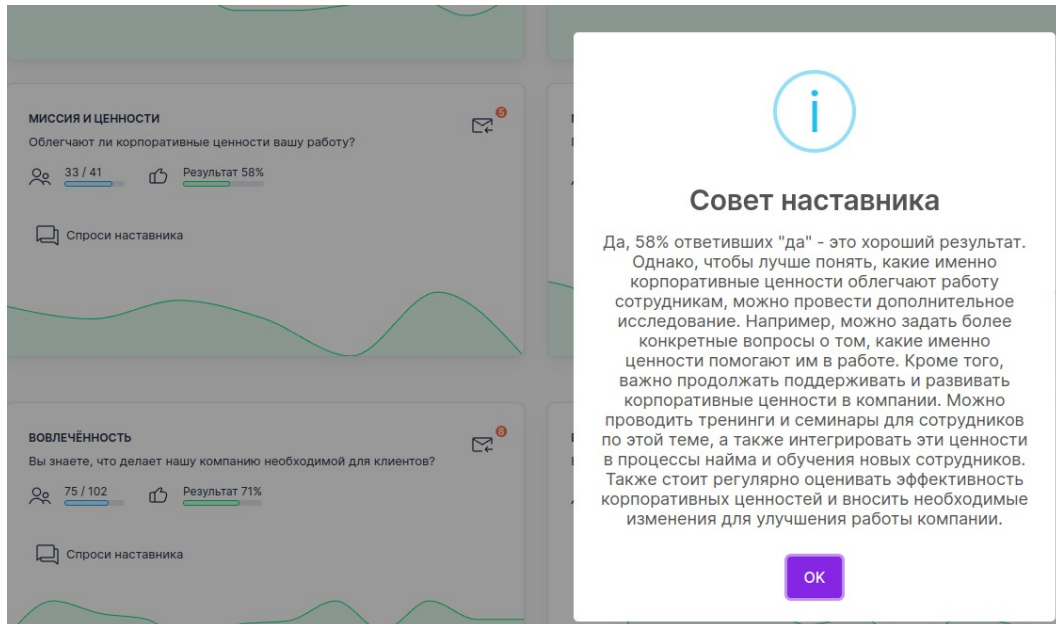 МИССИЯ И ЦЕННОСТИ
5
Облегчают ли корпоративные ценности вашу работу?
33 / 41
Результат 58%
Спроси наставника
ВОВЛЕЧЁННОСТЬ
8
Вы знаете, что делает нашу компанию необходимой для клиентов?
75 / 102
Результат 71%
Спроси наставника
i
Совет наставника
Да, 58% ответивших "да" - это хороший результат.
Однако, чтобы лучше понять, какие именно
корпоративные ценности облегчают работу
сотрудникам, можно провести дополнительное
исследование. Например, можно задать более
конкретные вопросы о том, какие именно
ценности помогают им в работе. Кроме того,
важно продолжать поддерживать и развивать
корпоративные ценности в компании. Можно
проводить тренинги и семинары для сотрудников
по этой теме, а также интегрировать эти ценности
в процессы найма и обучения новых сотрудников.
Также стоит регулярно оценивать эффективность
корпоративных ценностей и вносить необходимые
изменения для улучшения работы компании.
OK